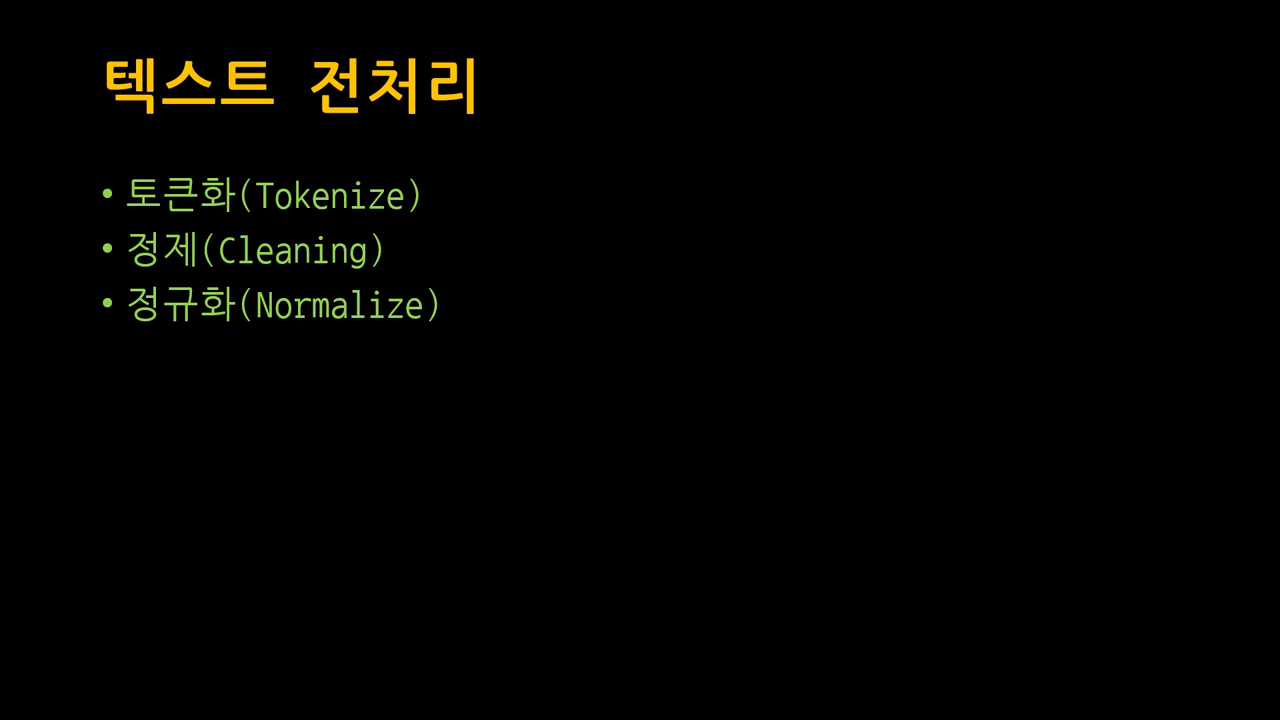 텍스트 전처리
• 토큰화(Tokenize)
• 정제(Cleaning)
• 정규화(Normalize)